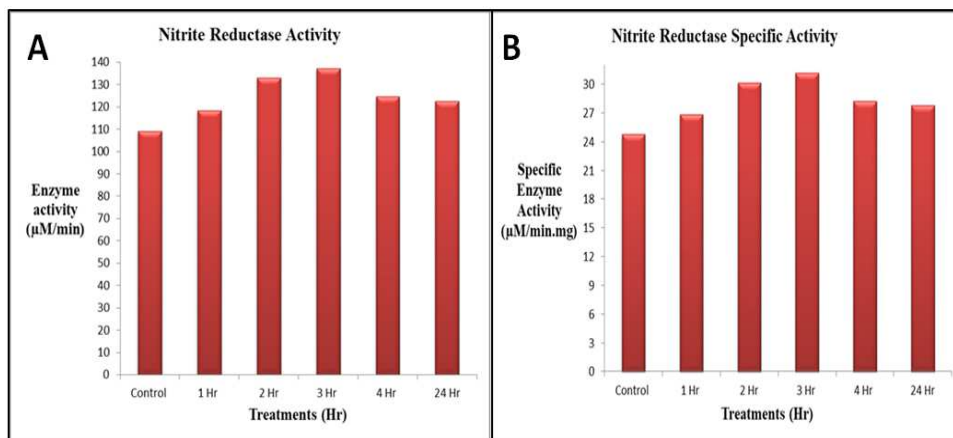 A
Nitrite Reductase Activity
140
130
120
110
100
90
80
70
60
50
40
30
20
10
0
Enzyme
activity
(µM/min)
Control 1 Hr 2 Hr 3 Hr 4 Hr 24 Hr
Treatments (Hr)
B
Nitrite Reductase Specific Activity
30
27
24
21
18
15
12
9
6
3
0
Specific
Enzyme
Activity
(µM/min.mg)
Control 1 Hr 2 Hr 3 Hr 4 Hr 24 Hr
Treatments (Hr)